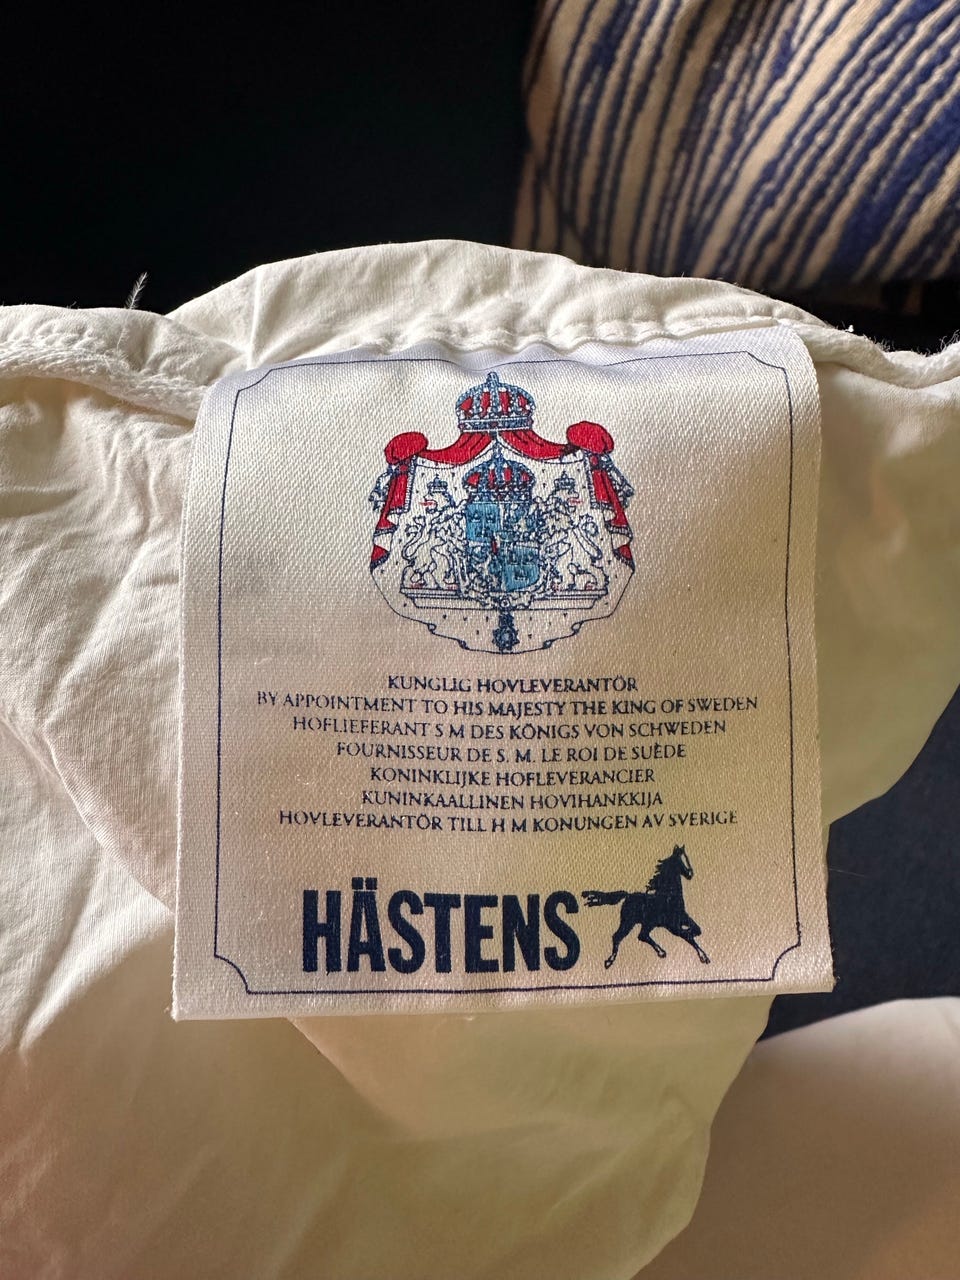 KUNGLIG HOVLEVERANTÖR
BY APPOINTMENT TO HIS MAJESTY THE KING OF SWEDEN
HOFLIEFERANT S M DES KÖNIGS VON SCHWEDEN
FOURNISSEUR DE S. M. LE ROI DE SUÈDE
KONINKLIJKE HOFLEVERANCIER
KUNINKAALLINEN HOVIHANKKIJA
HOVLEVERANTÖR TILL H M KONUNGEN AV SVERIGE
HÄSTENS